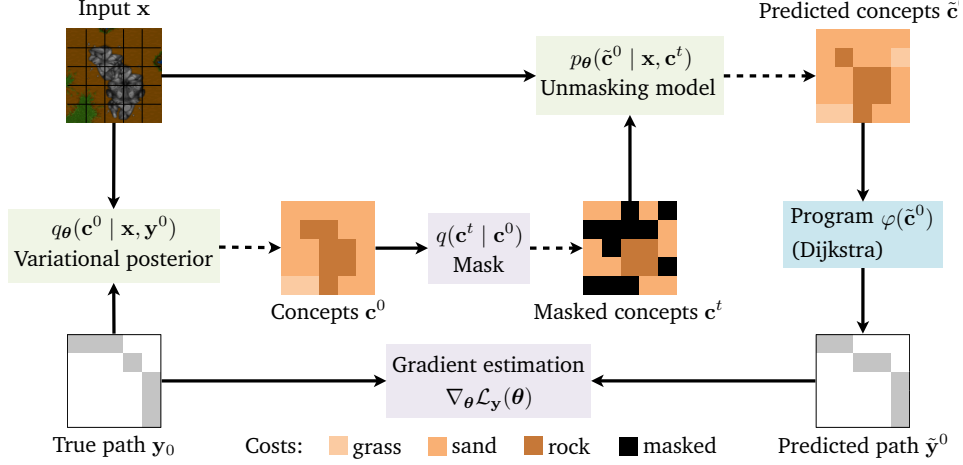 Input x
Predicted concepts c̃⁰
p_θ(c̃⁰ | x, cᵗ)
Unmasking model
q_θ(c⁰ | x, y⁰)
Variational posterior
q(cᵗ | c⁰)
Mask
Program φ(c̃⁰)
(Dijkstra)
Concepts c⁰
Masked concepts cᵗ
Gradient estimation
∇_θ ℒ_y(θ)
True path y₀
Costs: grass sand rock masked
Predicted path ỹ⁰